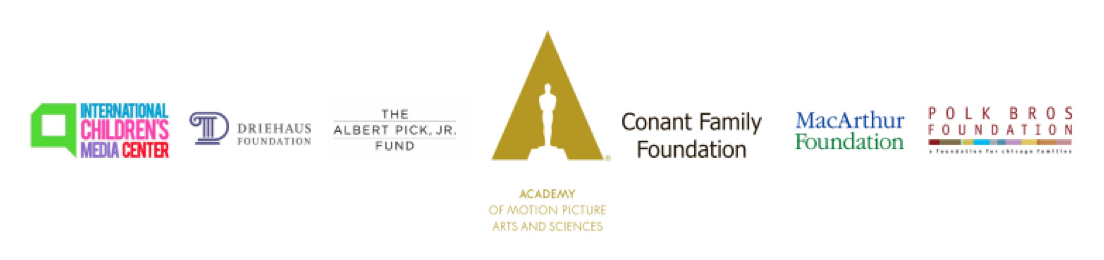 INTERNATIONAL
CHILDREN'S
MEDIA CENTER
DRIEHAUS
FOUNDATION
THE
ALBERT PICK, JR.
FUND
®
ACADEMY
OF MOTION PICTURE
ARTS AND SCIENCES
Conant Family
Foundation
MacArthur
Foundation
POLK BROS
FOUNDATION
a foundation for chicago families